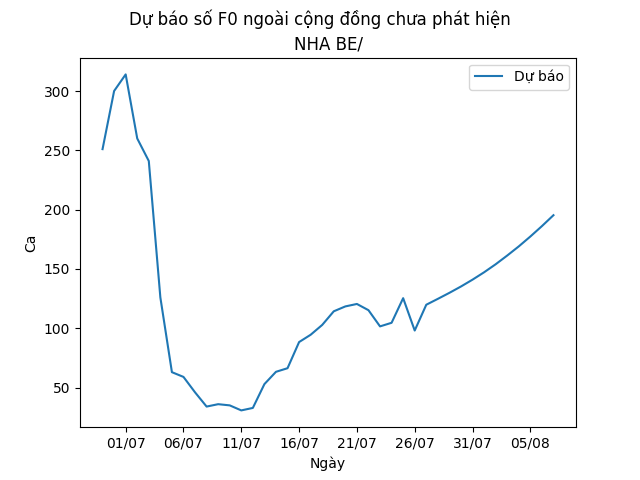 Dự báo số F0 ngoài cộng đồng chưa phát hiện
NHA BE/
Dự báo
300
250
200
150
100
50
Ca
01/07 06/07 11/07 16/07 21/07 26/07 31/07 05/08
Ngày